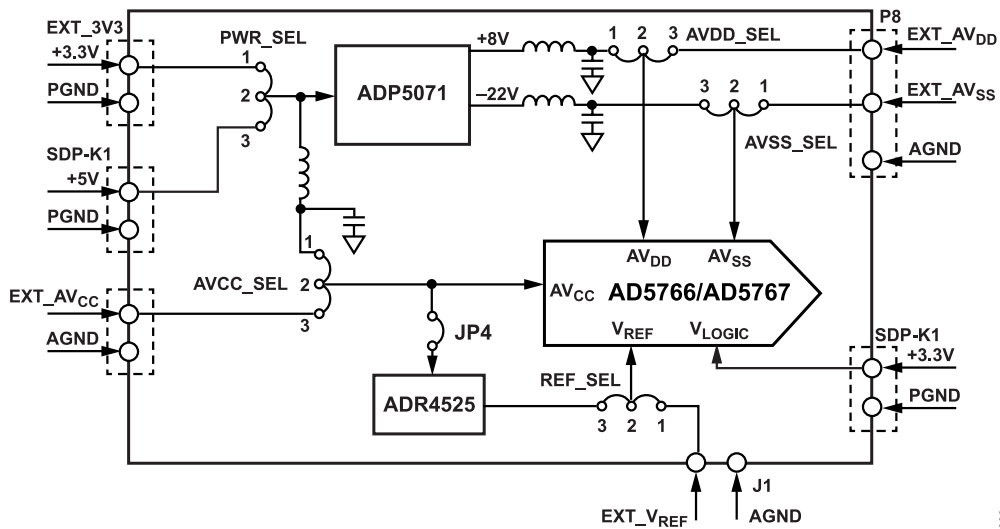 EXT_3V3
+3.3V
PGND
SDP-K1
+5V
PGND
EXT_AVCC
AGND
PWR_SEL
1
2
3
ADP5071
+8V
–22V
1 2 3
AVDD_SEL
3 2 1
AVSS_SEL
P8
EXT_AVDD
EXT_AVSS
AGND
AVCC_SEL
1
2
3
JP4
ADR4525
AVDD AVSS
AVCC
AD5766/AD5767
VREF VLOGIC
REF_SEL
3 2 1
SDP-K1
+3.3V
PGND
J1
EXT_VREF
AGND